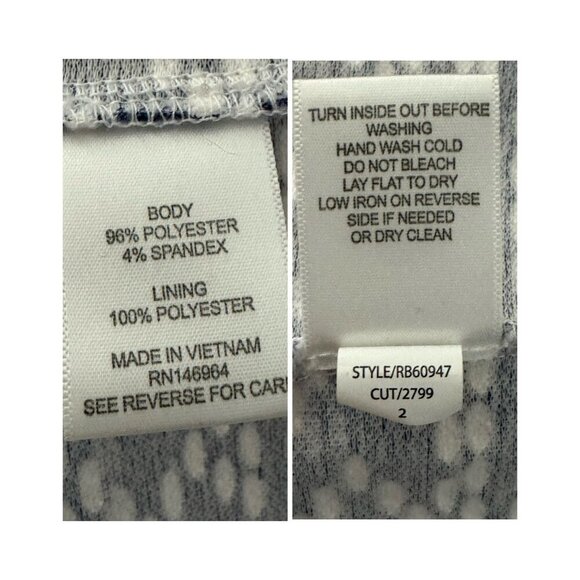 BODY
96% POLYESTER
4% SPANDEX
LINING
100% POLYESTER
MADE IN VIETNAM
RN146964
SEE REVERSE FOR CARE
TURN INSIDE OUT BEFORE
WASHING
HAND WASH COLD
DO NOT BLEACH
LAY FLAT TO DRY
LOW IRON ON REVERSE
SIDE IF NEEDED
OR DRY CLEAN
STYLE/RB60947
CUT/2799
2